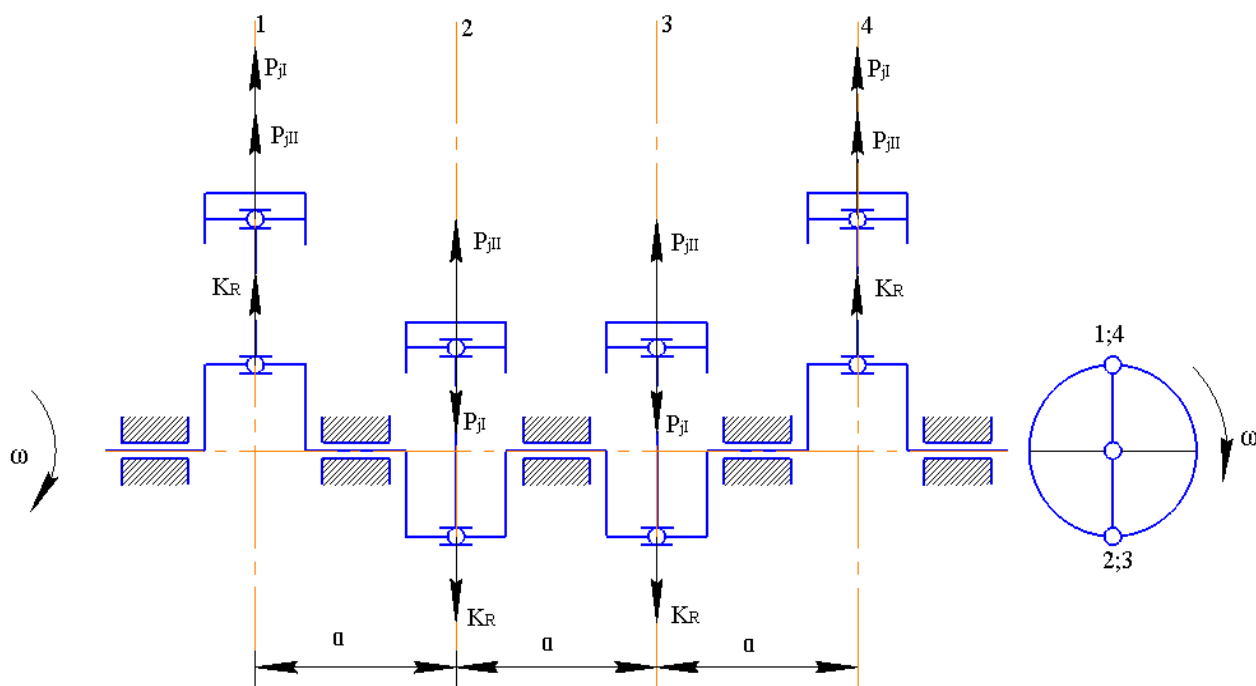 1 2 3 4
PjI PjI
PjII PjII
PjII PjII
KR KR
1;4
PjI PjI
ω ω
2;3
KR KR
a a a